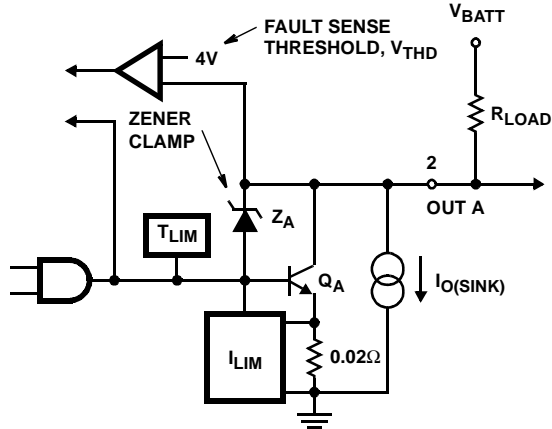 FAULT SENSE
THRESHOLD, VTHD
4V
VBATT
RLOAD
ZENER
CLAMP
2
OUT A
ZA
TLIM
QA
IO(SINK)
ILIM
0.02Ω